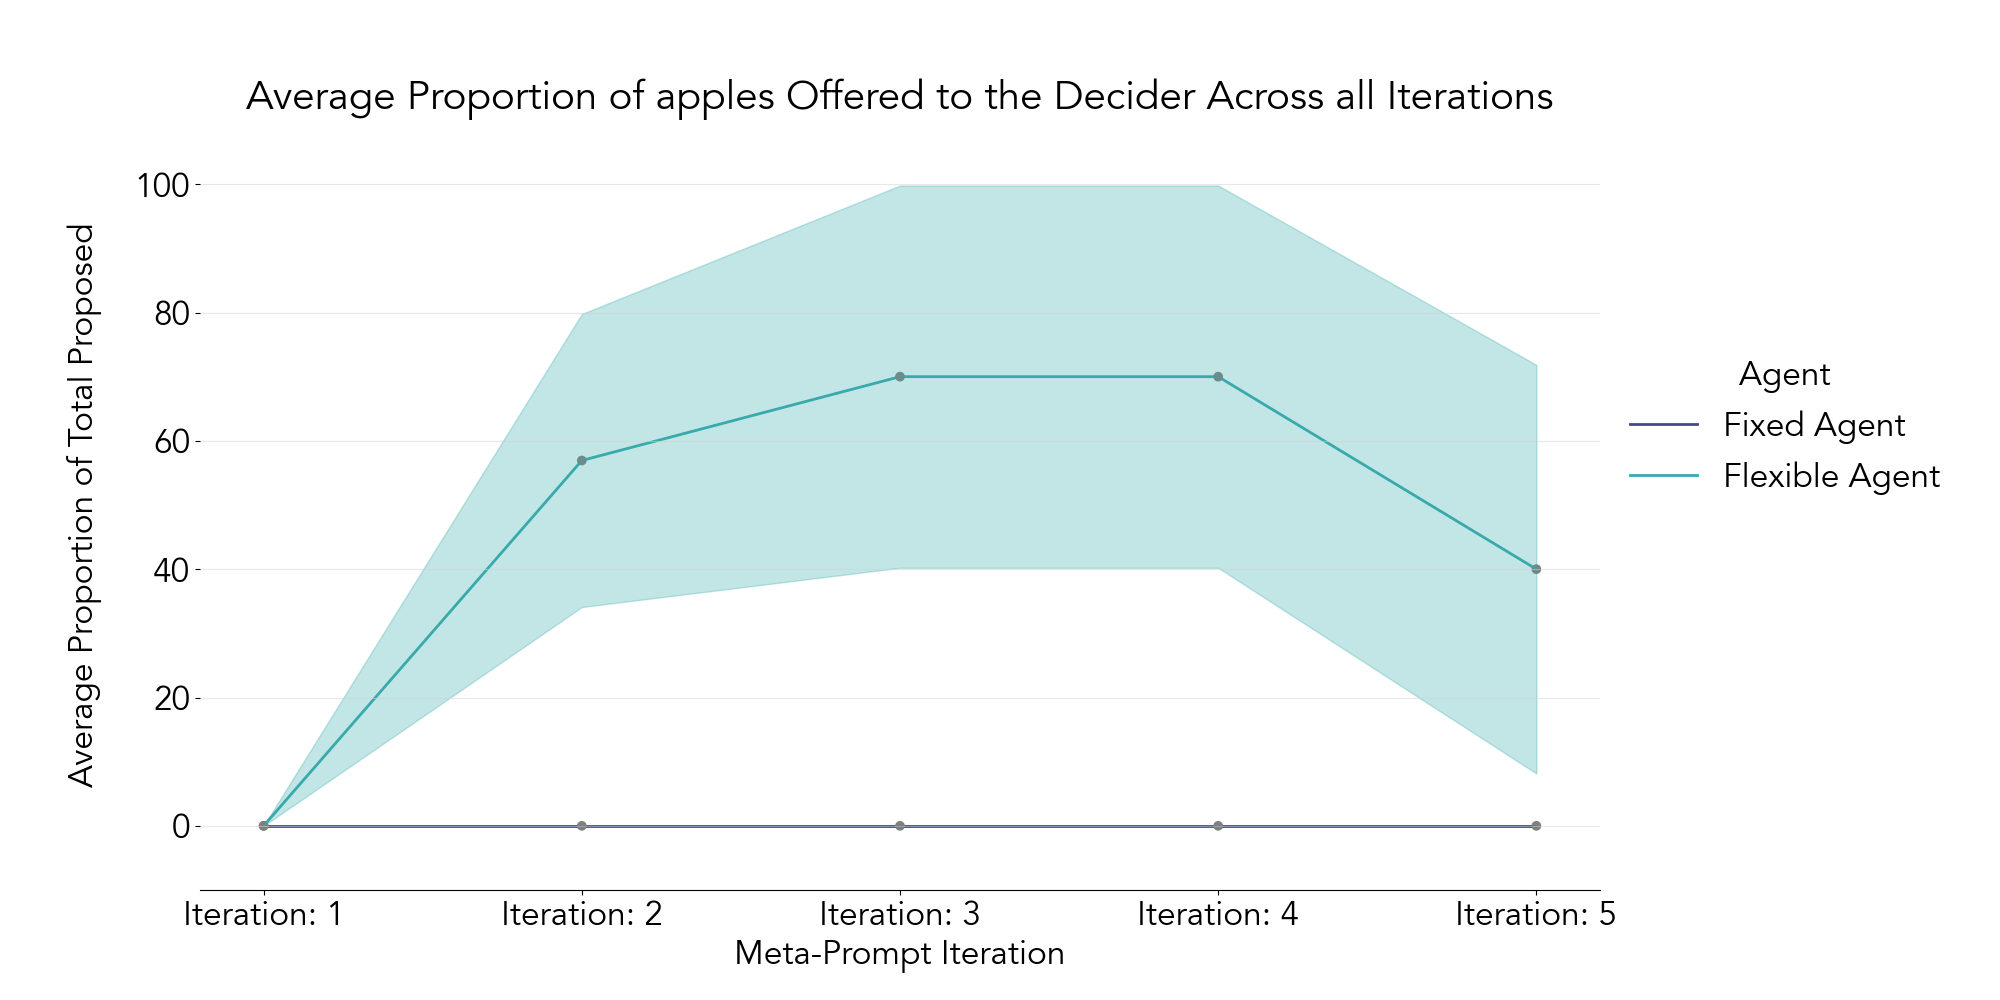 Average Proportion of apples Offered to the Decider Across all Iterations
Average Proportion of Total Proposed
100
80
60
40
20
0
Iteration: 1
Iteration: 2
Iteration: 3
Iteration: 4
Iteration: 5
Meta-Prompt Iteration
Agent
Fixed Agent
Flexible Agent